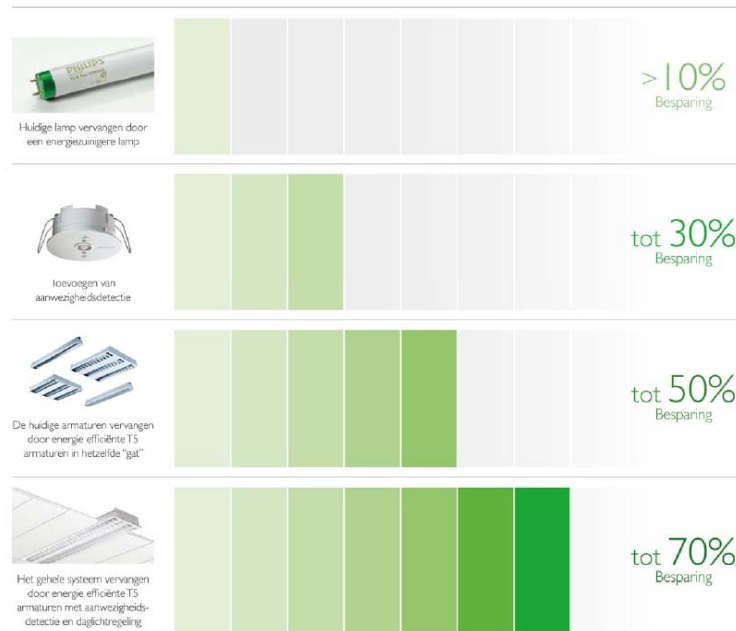 PHILIPS
>10%
Besparing
Huidige lamp vervangen door
een energiezuinigere lamp
tot 30%
Besparing
Toevoegen van
aanwezigheidsdetectie
tot 50%
Besparing
De huidige armaturen vervangen
door energie efficiënte T5
armaturen in hetzelfde "gat"
tot 70%
Besparing
Het gehele systeem vervangen
door energie efficiënte T5
armaturen met aanwezigheids-
detectie en daglichtregeling